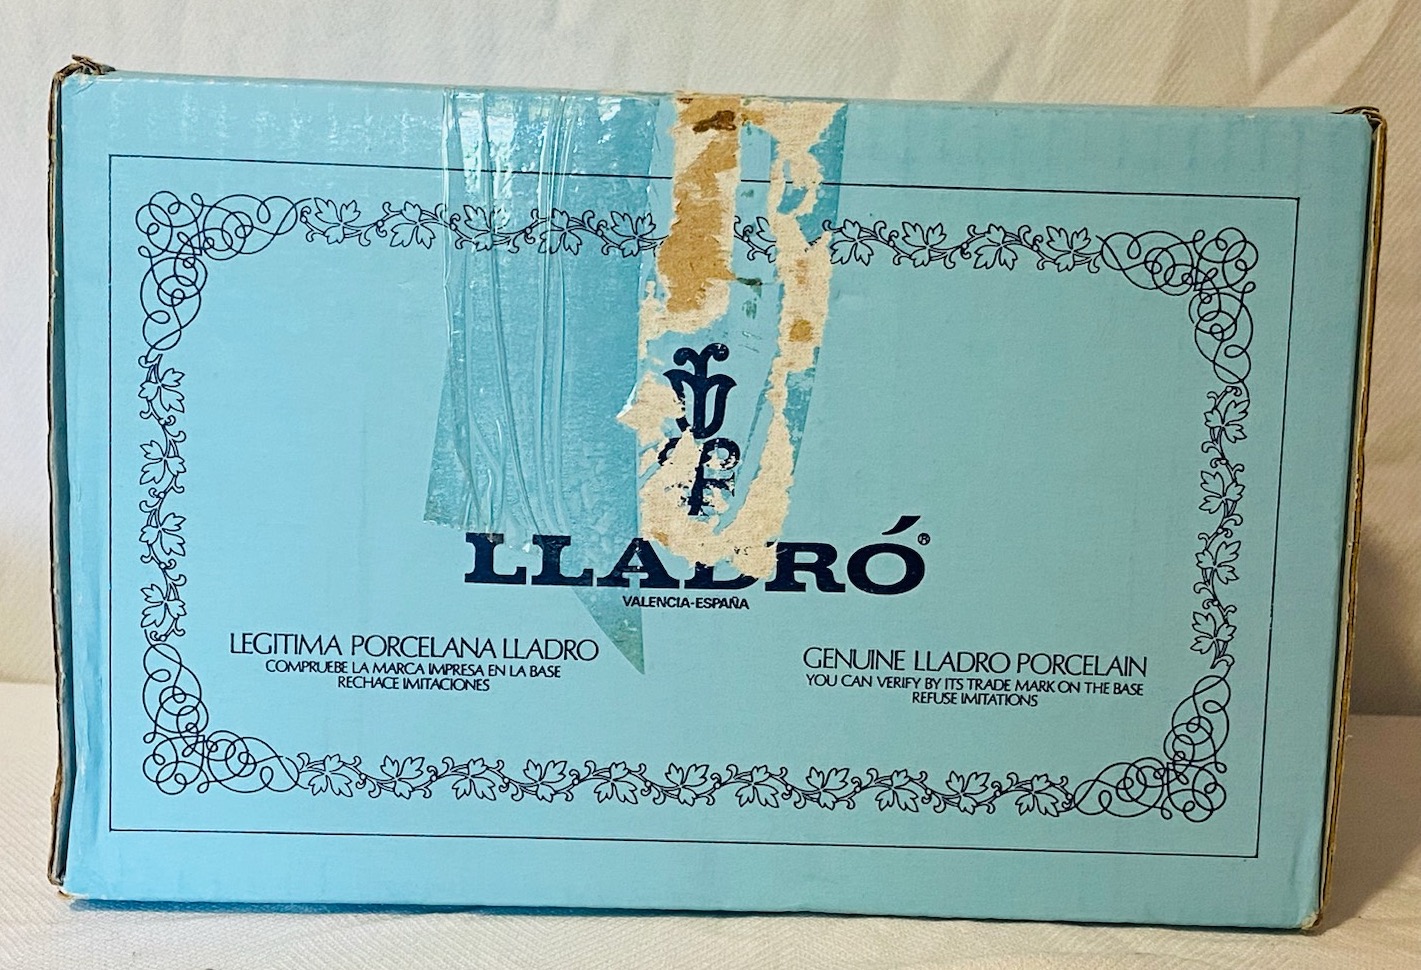 LLADRÓ®
VALENCIA-ESPAÑA
LEGITIMA PORCELANA LLADRO
COMPRUEBE LA MARCA IMPRESA EN LA BASE
RECHACE IMITACIONES
GENUINE LLADRO PORCELAIN
YOU CAN VERIFY BY ITS TRADE MARK ON THE BASE
REFUSE IMITATIONS